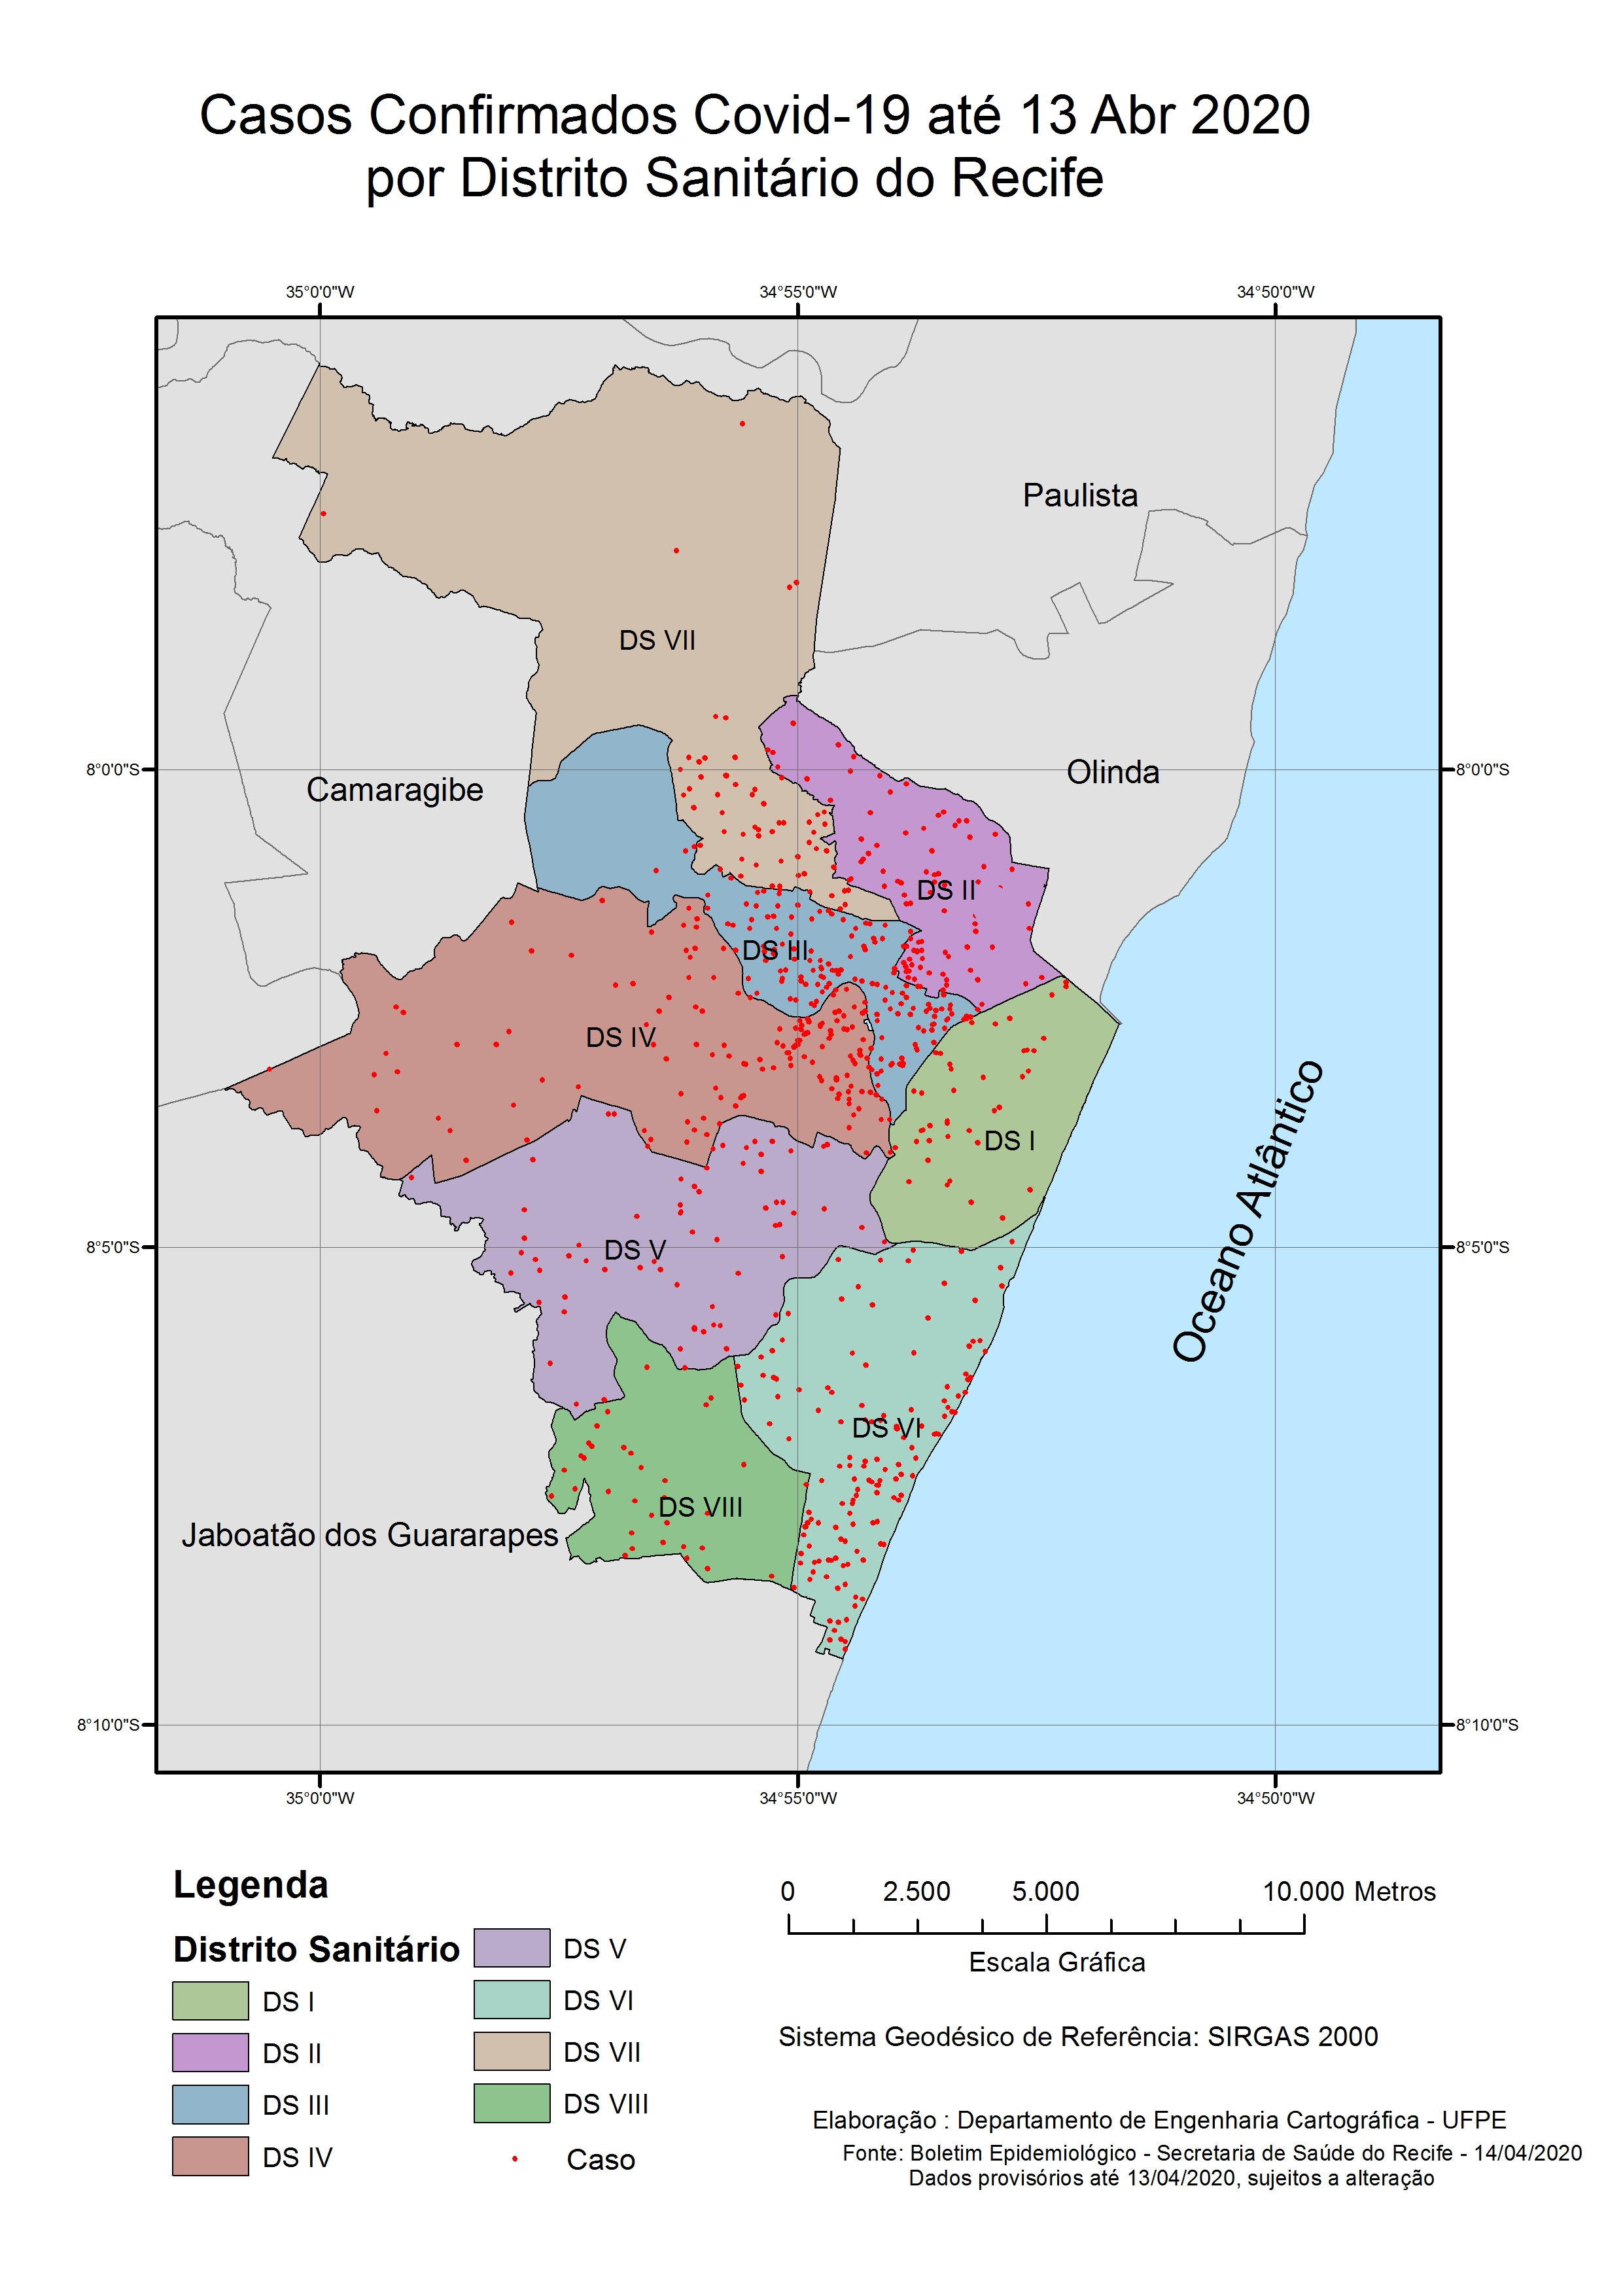 Casos Confirmados Covid-19 até 13 Abr 2020
por Distrito Sanitário do Recife
35°0'0"W 34°55'0"W 34°50'0"W
Paulista
DS VII
8°0'0"S Camaragibe Olinda 8°0'0"S
DS II
DS III
DS IV
DS I
Oceano Atlântico
8°5'0"S DS V 8°5'0"S
DS VI
DS VIII
Jaboatão dos Guararapes
8°10'0"S 8°10'0"S
35°0'0"W 34°55'0"W 34°50'0"W
Legenda
Distrito Sanitário
DS I
DS II
DS III
DS IV
DS V
DS VI
DS VII
DS VIII
Caso
0 2.500 5.000 10.000 Metros
Escala Gráfica
Sistema Geodésico de Referência: SIRGAS 2000
Elaboração : Departamento de Engenharia Cartográfica - UFPE
Fonte: Boletim Epidemiológico - Secretaria de Saúde do Recife - 14/04/2020
Dados provisórios até 13/04/2020, sujeitos a alteração